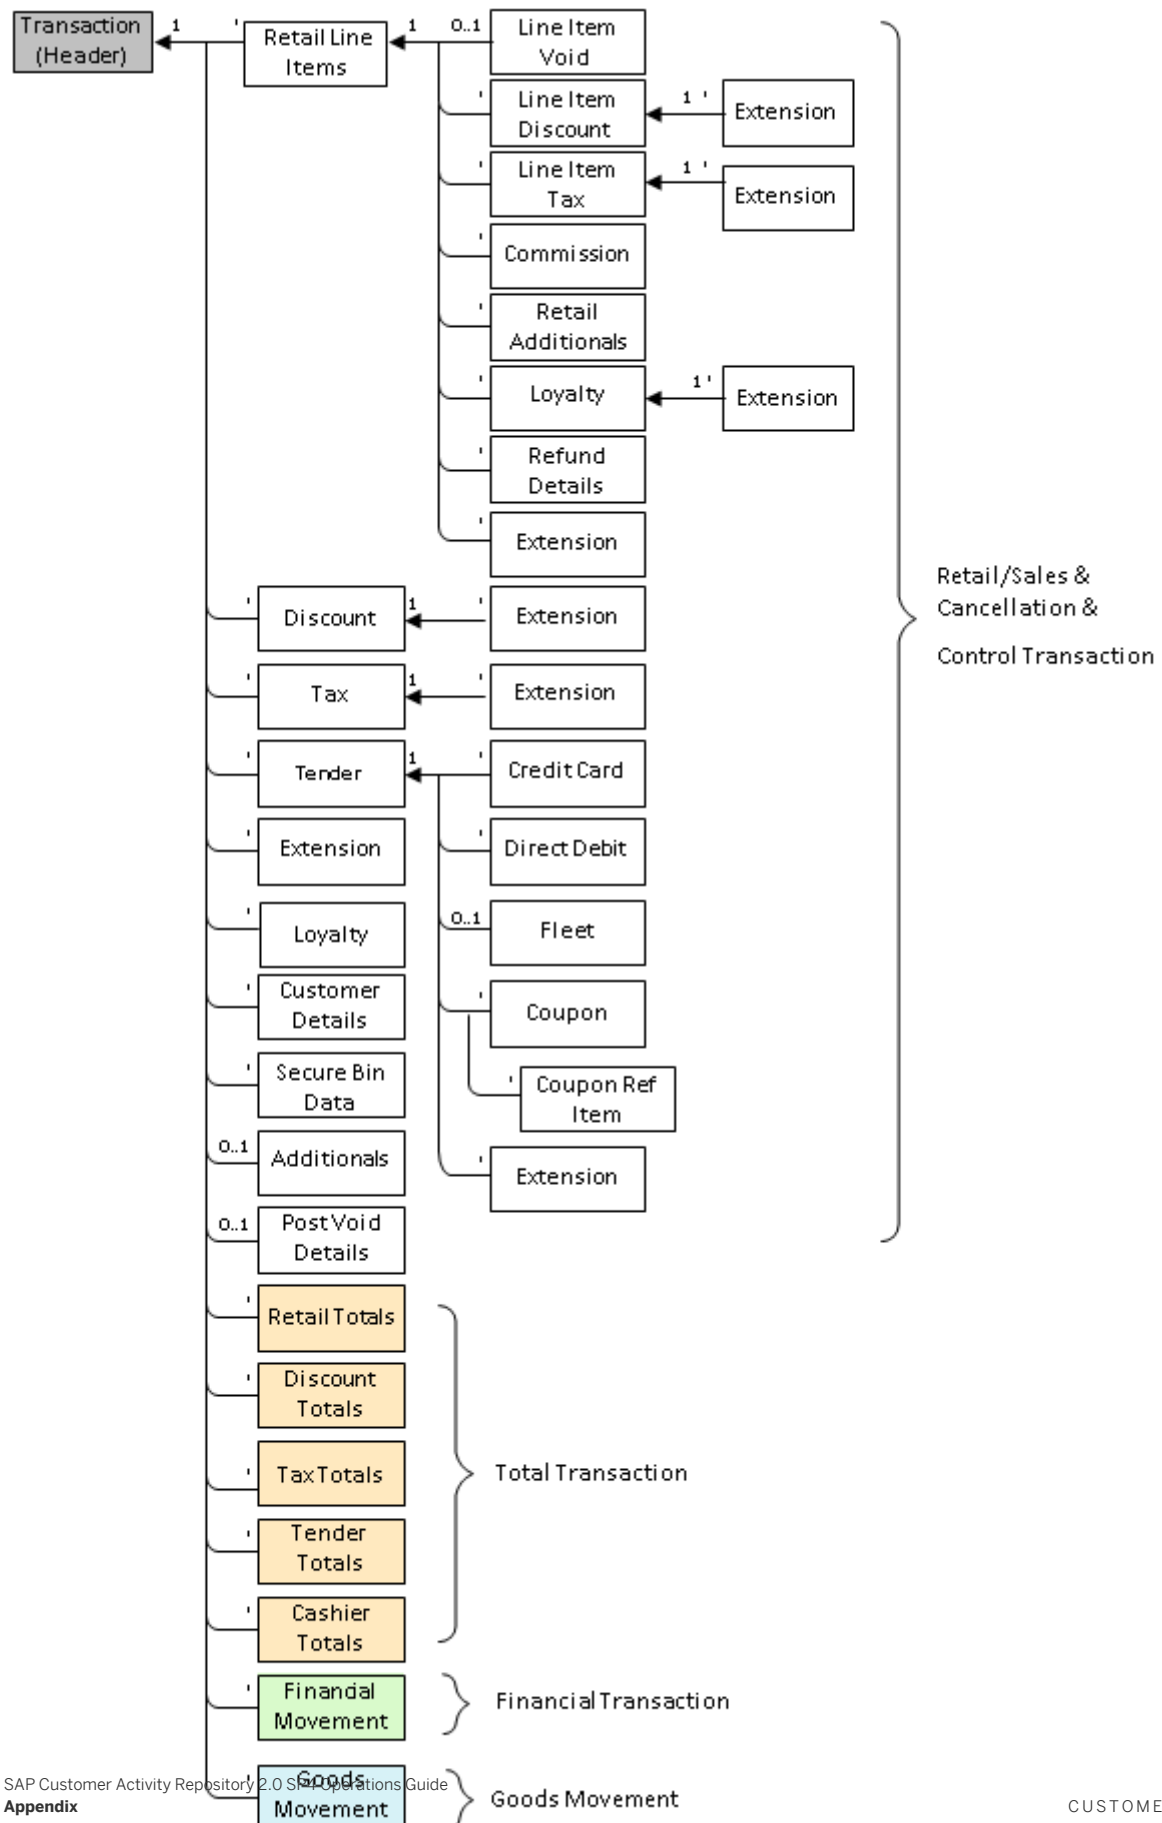 Transaction
(Header)
1
'
Retail Line
Items
1
0..1
Line Item
Void
'
Line Item
Discount
1 '
Extension
'
Line Item
Tax
1 '
Extension
'
Commission
'
Retail
Additionals
'
Loyalty
1 '
Extension
'
Refund
Details
'
Extension
Retail/Sales &
Cancellation &
Control Transaction
'
Discount
1
'
Extension
'
Tax
1
'
Extension
'
Tender
1
'
Credit Card
'
Extension
'
Direct Debit
'
Loyalty
0..1
Fleet
'
Customer
Details
'
Coupon
'
Secure Bin
Data
'
Coupon Ref
Item
0..1
Additionals
'
Extension
0..1
Post Void
Details
'
Retail Totals
'
Discount
Totals
'
Tax Totals
Total Transaction
'
Tender
Totals
'
Cashier
Totals
'
Financial
Movement
Financial Transaction
'
Goods
Movement
Goods Movement
SAP Customer Activity Repository 2.0 SP4 Operations Guide
Appendix
CUSTOME